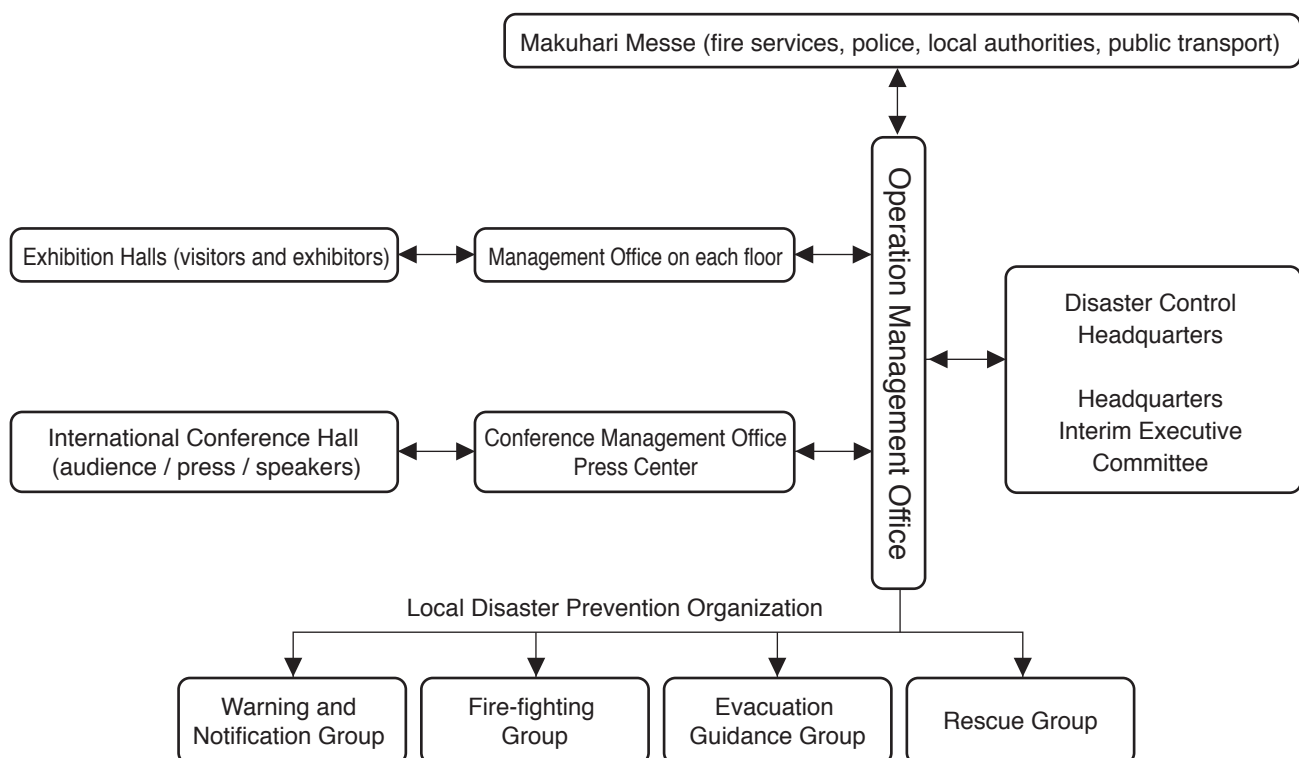 Makuhari Messe (fire services, police, local authorities, public transport)
Operation Management Office
Exhibition Halls (visitors and exhibitors)
Management Office on each floor
Disaster Control
Headquarters
Headquarters
Interim Executive
Committee
International Conference Hall
(audience / press / speakers)
Conference Management Office
Press Center
Local Disaster Prevention Organization
Warning and
Notification Group
Fire-fighting
Group
Evacuation
Guidance Group
Rescue Group